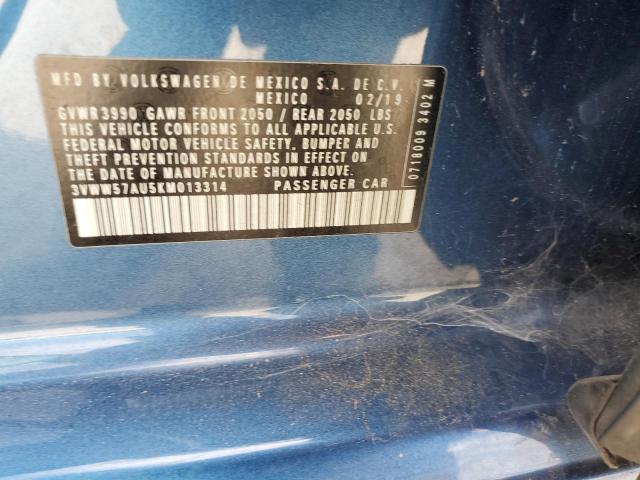 MFD BY VOLKSWAGEN DE MEXICO S.A. DE C.V.
MEXICO 02/19
GVWR 3990 GAWR FRONT 2050 / REAR 2050 LBS
THIS VEHICLE CONFORMS TO ALL APPLICABLE U.S.
FEDERAL MOTOR VEHICLE SAFETY, BUMPER AND
THEFT PREVENTION STANDARDS IN EFFECT ON THE
DATE OF MANUFACTURE SHOWN ABOVE.
3VWW57AU5KM013314 PASSENGER CAR
0718009 3402 M